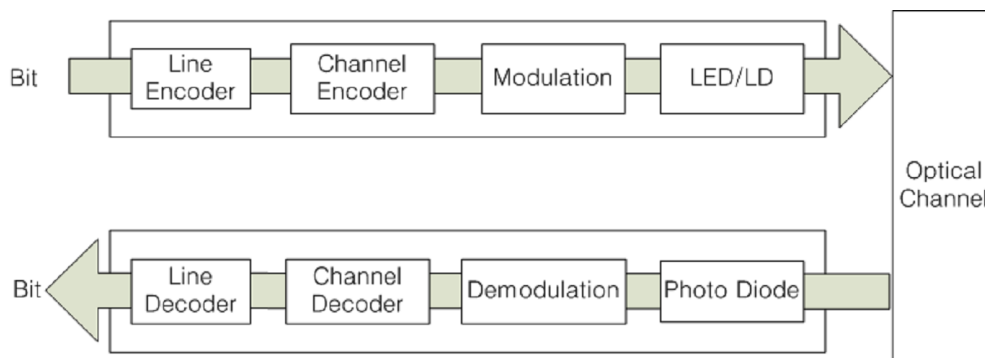 Bit
Line
Encoder
Channel
Encoder
Modulation
LED/LD
Optical
Channel
Bit
Line
Decoder
Channel
Decoder
Demodulation
Photo Diode